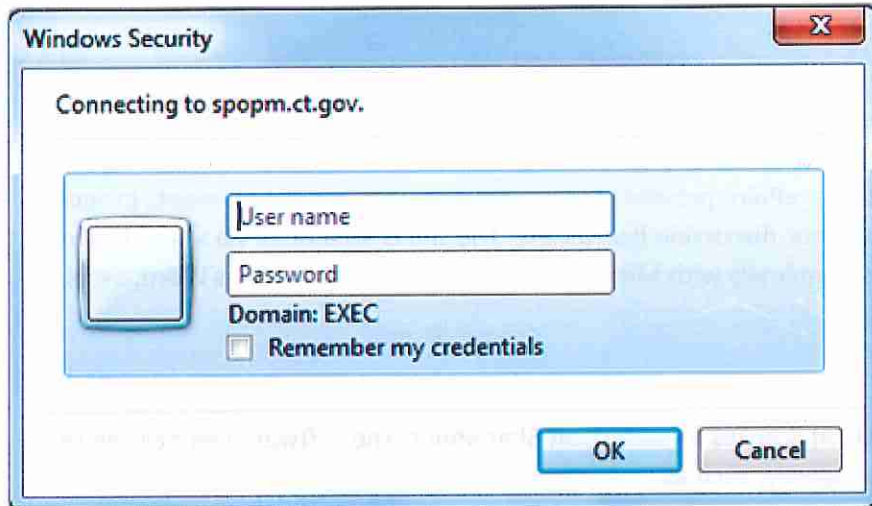 Windows Security
X
Connecting to spopm.ct.gov.
User name
Password
Domain: EXEC
Remember my credentials
OK
Cancel